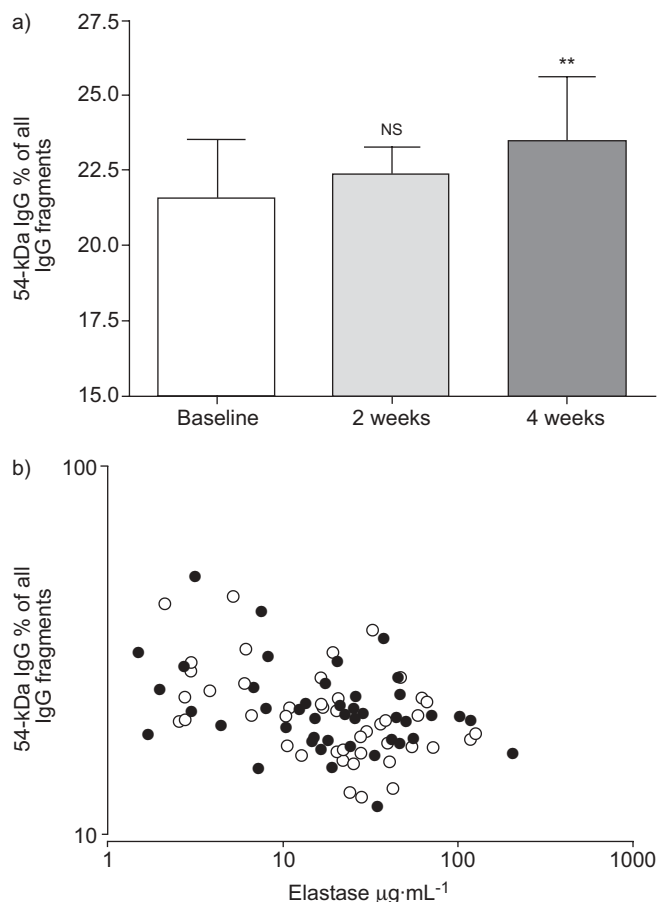 a)
27.5
25.0
22.5
20.0
17.5
15.0
54-kDa IgG % of all
IgG fragments
NS
**
Baseline
2 weeks
4 weeks
b)
100
10
54-kDa IgG % of all
IgG fragments
1
10
100
1000
Elastase µg·mL⁻¹